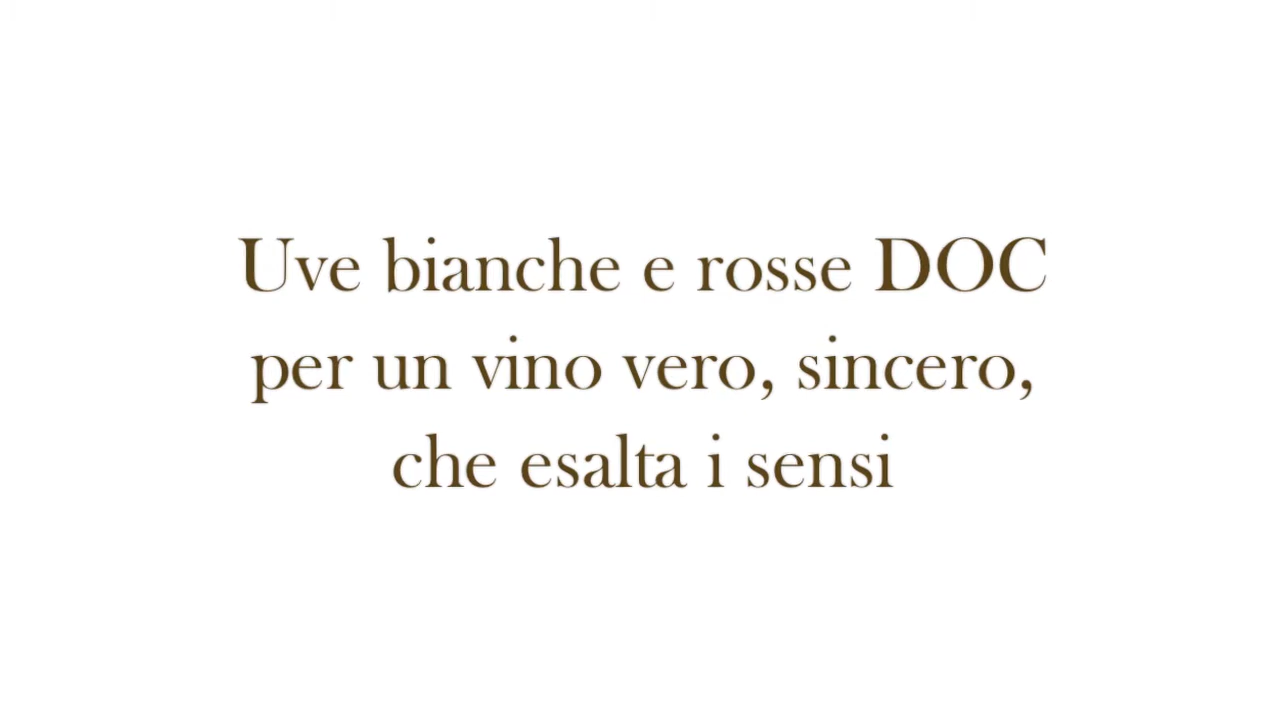 Uve bianche e rosse DOC
per un vino vero, sincero,
che esalta i sensi